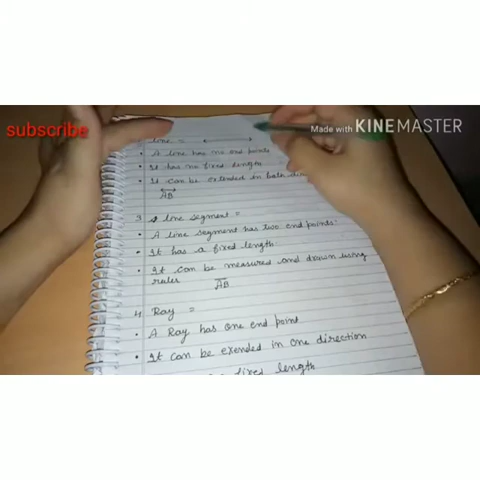 subscribe
Made with KINEMASTER
line =
• A line has no end points
• It has no fixed length
• It can be extended in both
AB
3. line segment =
• A line segment has two end points.
• It has a fixed length.
• It can be measured and drawn using
ruler AB
4 Ray =
• A Ray has one end point
• It can be exended in one direction
fixed length